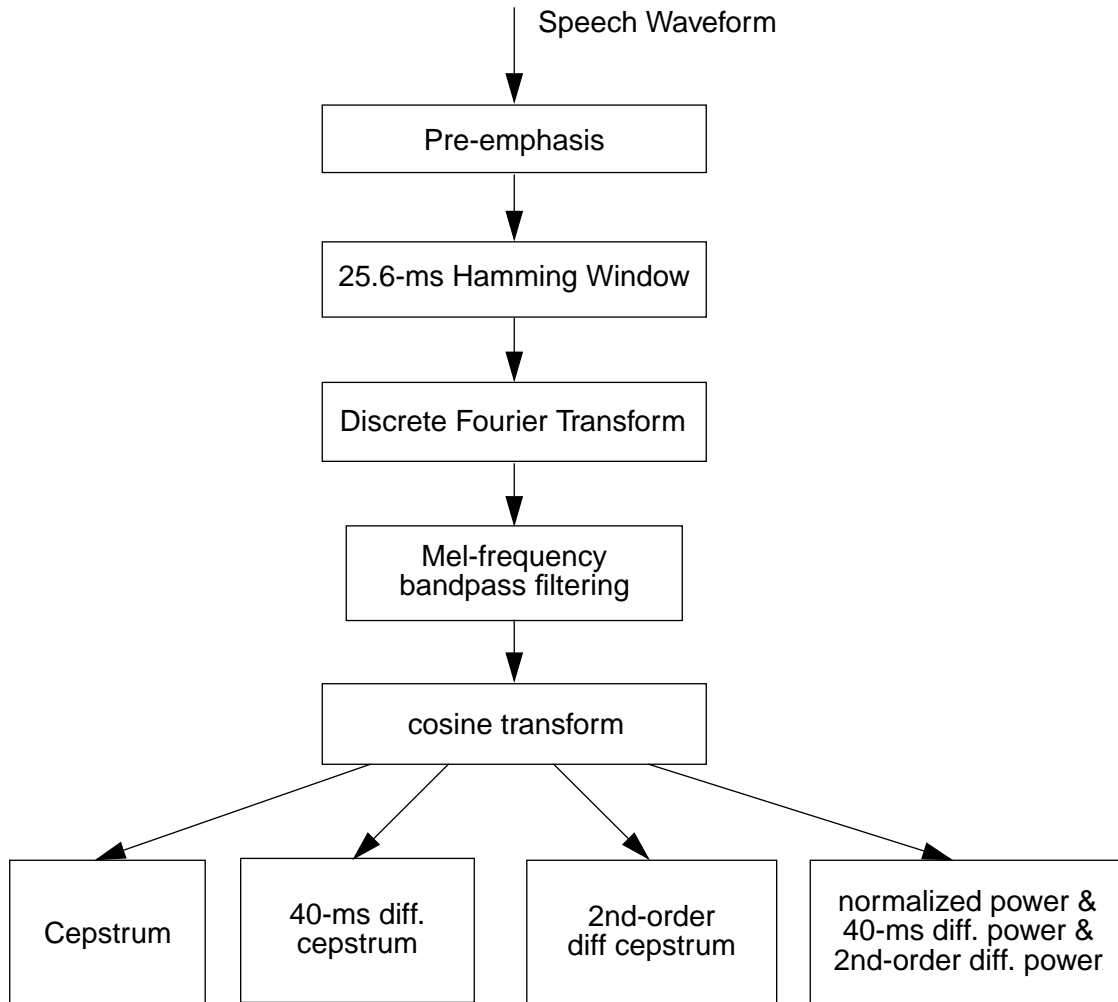 Speech Waveform
Pre-emphasis
25.6-ms Hamming Window
Discrete Fourier Transform
Mel-frequency
bandpass filtering
cosine transform
Cepstrum
40-ms diff.
cepstrum
2nd-order
diff cepstrum
normalized power &
40-ms diff. power &
2nd-order diff. power